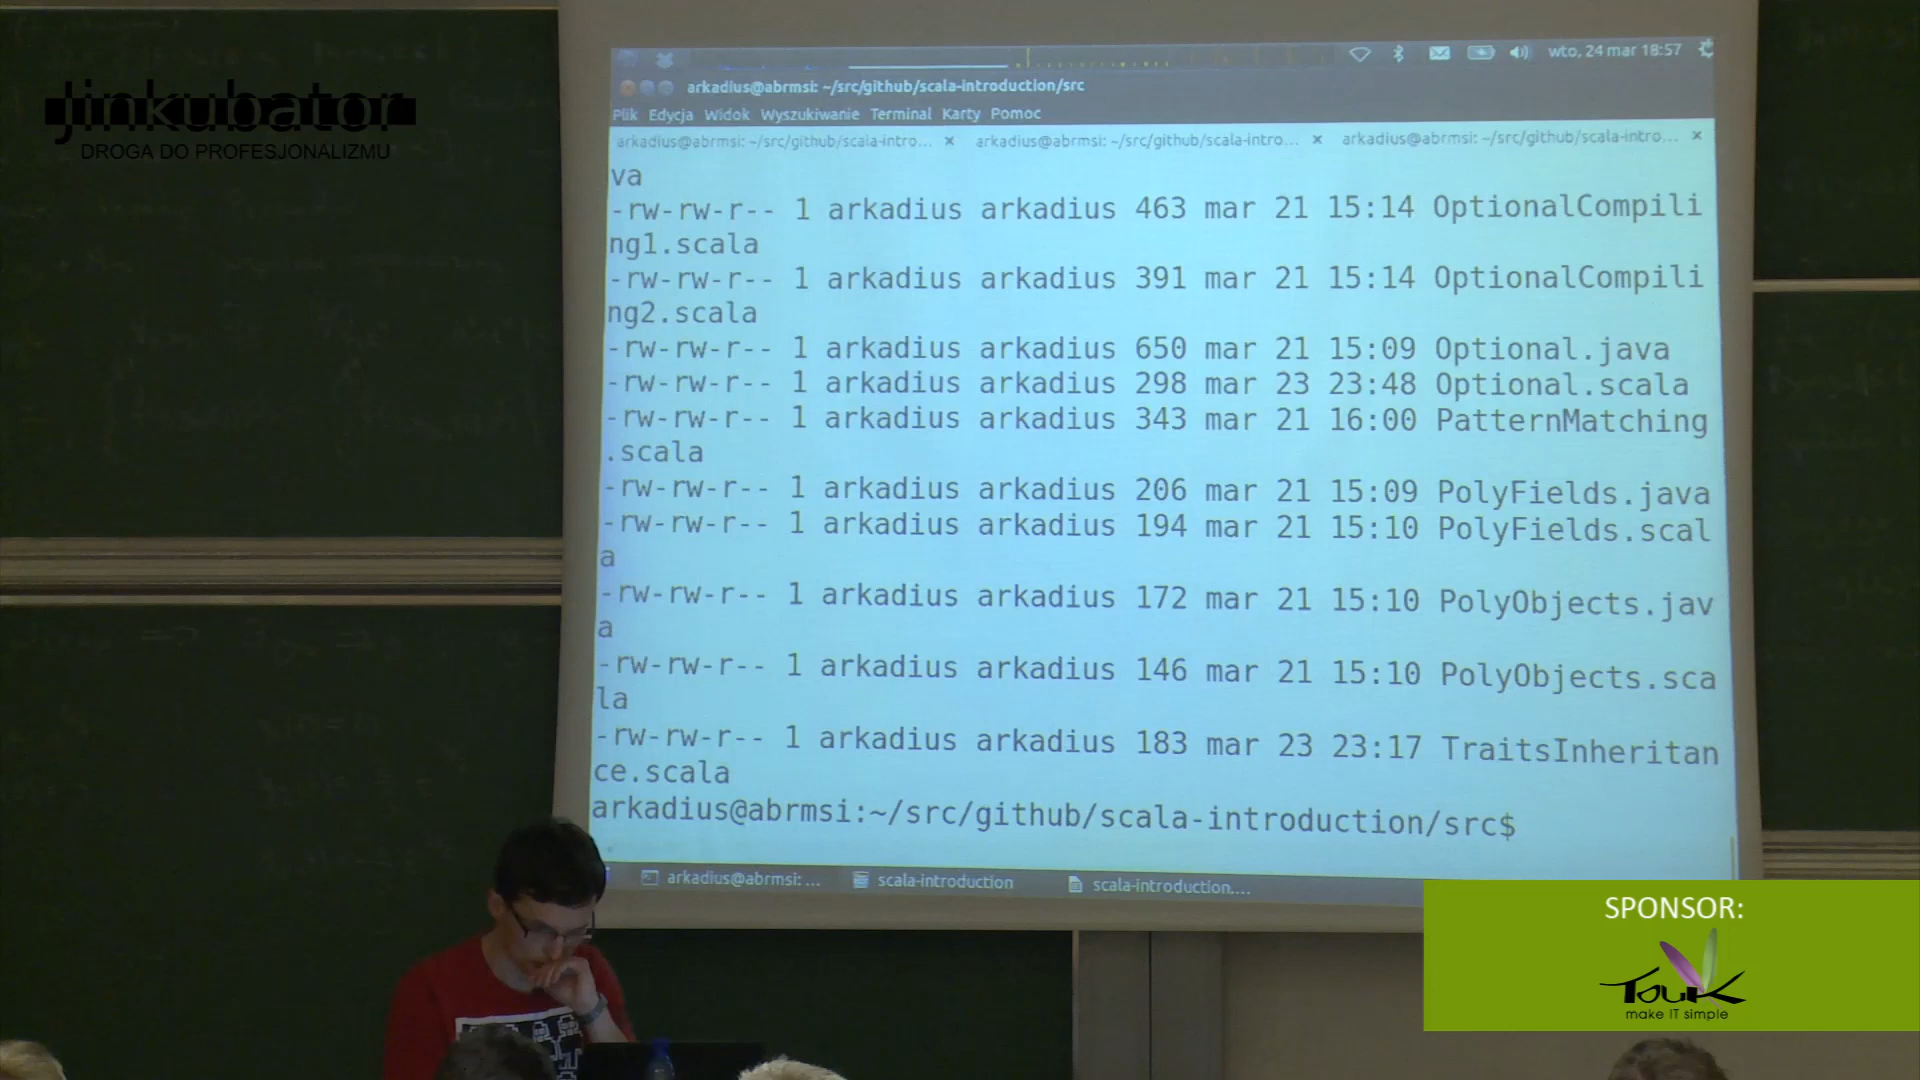 Jinkubator
DROGA DO PROFESJONALIZMU
wto, 24 mar 18:57
arkadius@abrmsi: ~/src/github/scala-introduction/src
Plik Edycja Widok Wyszukiwanie Terminal Karty Pomoc
arkadius@abrmsi: ~/src/github/scala-intro... × arkadius@abrmsi: ~/src/github/scala-intro... × arkadius@abrmsi: ~/src/github/scala-intro... ×
va
-rw-rw-r-- 1 arkadius arkadius 463 mar 21 15:14 OptionalCompili
ng1.scala
-rw-rw-r-- 1 arkadius arkadius 391 mar 21 15:14 OptionalCompili
ng2.scala
-rw-rw-r-- 1 arkadius arkadius 650 mar 21 15:09 Optional.java
-rw-rw-r-- 1 arkadius arkadius 298 mar 23 23:48 Optional.scala
-rw-rw-r-- 1 arkadius arkadius 343 mar 21 16:00 PatternMatching
.scala
-rw-rw-r-- 1 arkadius arkadius 206 mar 21 15:09 PolyFields.java
-rw-rw-r-- 1 arkadius arkadius 194 mar 21 15:10 PolyFields.scal
a
-rw-rw-r-- 1 arkadius arkadius 172 mar 21 15:10 PolyObjects.jav
a
-rw-rw-r-- 1 arkadius arkadius 146 mar 21 15:10 PolyObjects.sca
la
-rw-rw-r-- 1 arkadius arkadius 183 mar 23 23:17 TraitsInheritan
ce.scala
arkadius@abrmsi:~/src/github/scala-introduction/src$
arkadius@abrmsi: ... scala-introduction scala-introduction....
SPONSOR:
TouK
make IT simple